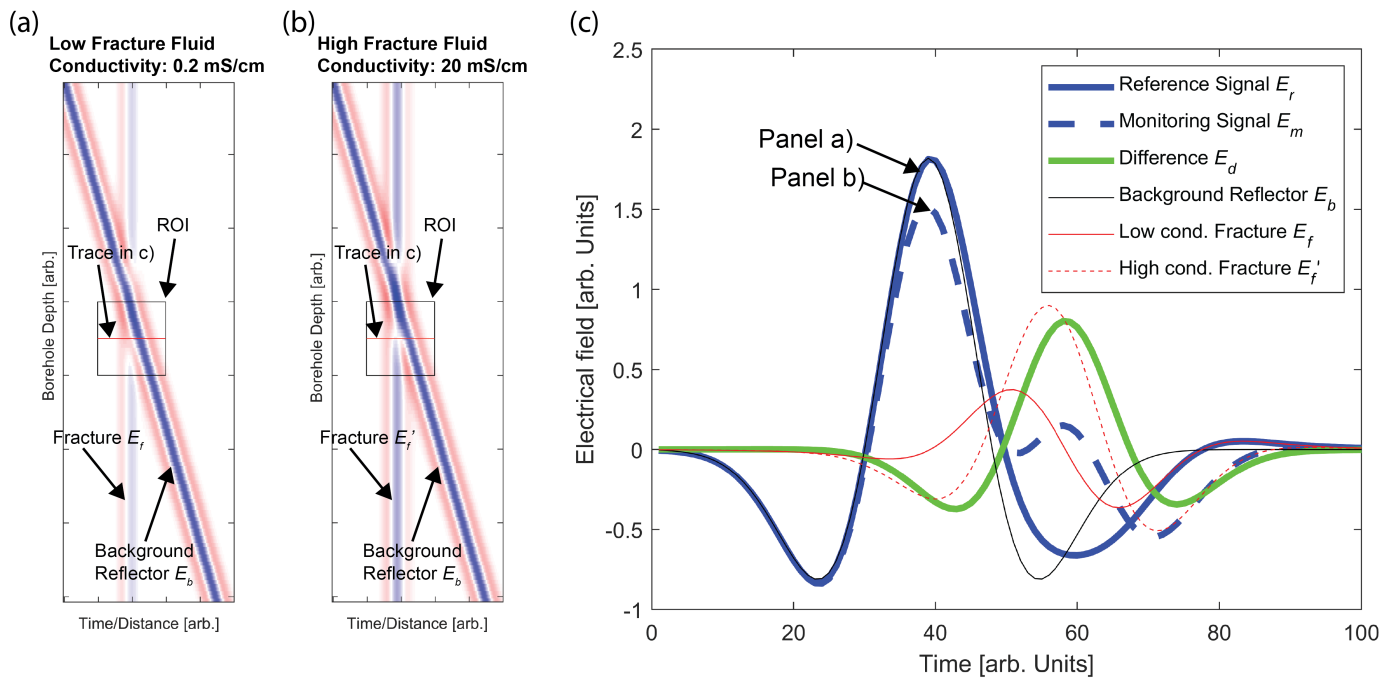 (a)
Low Fracture Fluid
Conductivity: 0.2 mS/cm
Borehole Depth [arb.]
Trace in c)
ROI
Fracture E_f
Background
Reflector E_b
Time/Distance [arb.]
(b)
High Fracture Fluid
Conductivity: 20 mS/cm
Borehole Depth [arb.]
Trace in c)
ROI
Fracture E_f'
Background
Reflector E_b
Time/Distance [arb.]
(c)
Electrical field [arb. Units]
2.5
2
1.5
1
0.5
0
-0.5
-1
0
20
40
60
80
100
Time [arb. Units]
Panel a)
Panel b)
Reference Signal E_r
Monitoring Signal E_m
Difference E_d
Background Reflector E_b
Low cond. Fracture E_f
High cond. Fracture E_f'